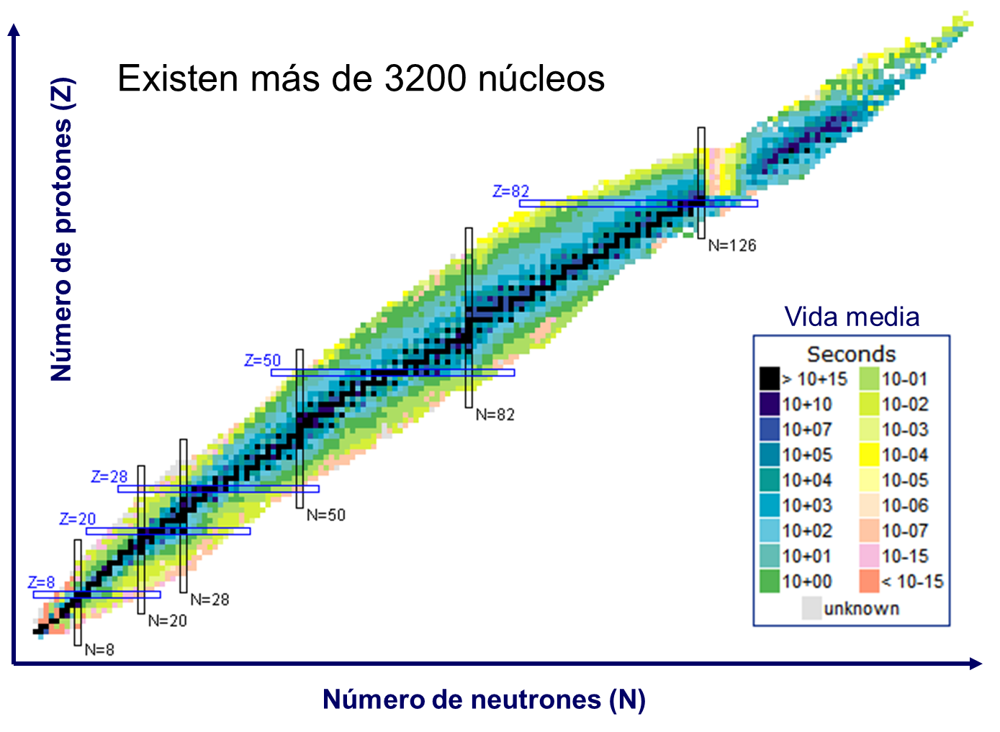 Existen más de 3200 núcleos
Número de protones (Z)
Z=82
N=126
Z=50
N=82
Z=28
N=50
Z=20
N=28
Z=8
N=20
N=8
Número de neutrones (N)
Vida media
Seconds
> 10+15 10-01
10+10 10-02
10+07 10-03
10+05 10-04
10+04 10-05
10+03 10-06
10+02 10-07
10+01 10-15
10+00 < 10-15
unknown